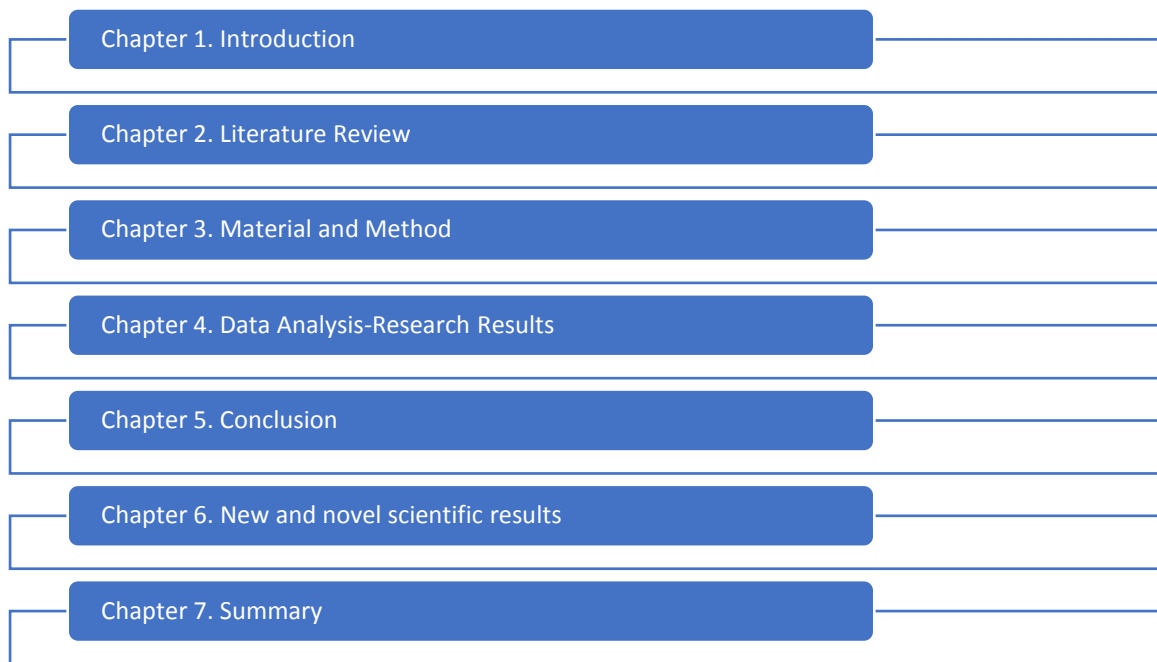 Chapter 1. Introduction
Chapter 2. Literature Review
Chapter 3. Material and Method
Chapter 4. Data Analysis-Research Results
Chapter 5. Conclusion
Chapter 6. New and novel scientific results
Chapter 7. Summary